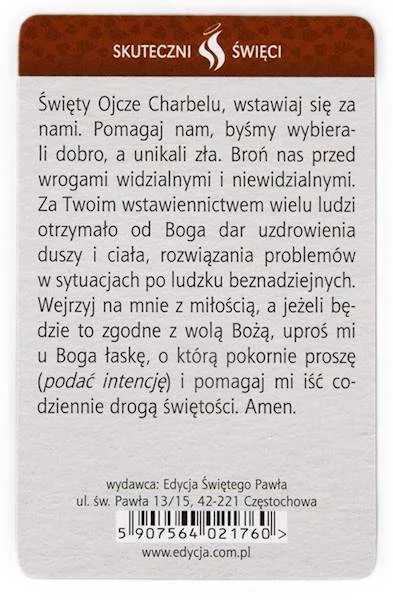 SKUTECZNI ŚWIĘCI
Święty Ojcze Charbelu, wstawiaj się za
nami. Pomagaj nam, byśmy wybiera-
li dobro, a unikali zła. Broń nas przed
wrogami widzialnymi i niewidzialnymi.
Za Twoim wstawiennictwem wielu ludzi
otrzymało od Boga dar uzdrowienia
duszy i ciała, rozwiązania problemów
w sytuacjach po ludzku beznadziejnych.
Wejrzyj na mnie z miłością, a jeżeli bę-
dzie to zgodne z wolą Bożą, uproś mi
u Boga łaskę, o którą pokornie proszę
(podać intencję) i pomagaj mi iść co-
dziennie drogą świętości. Amen.
wydawca: Edycja Świętego Pawła
ul. św. Pawła 13/15, 42-221 Częstochowa
5 907564 021760 >
www.edycja.com.pl